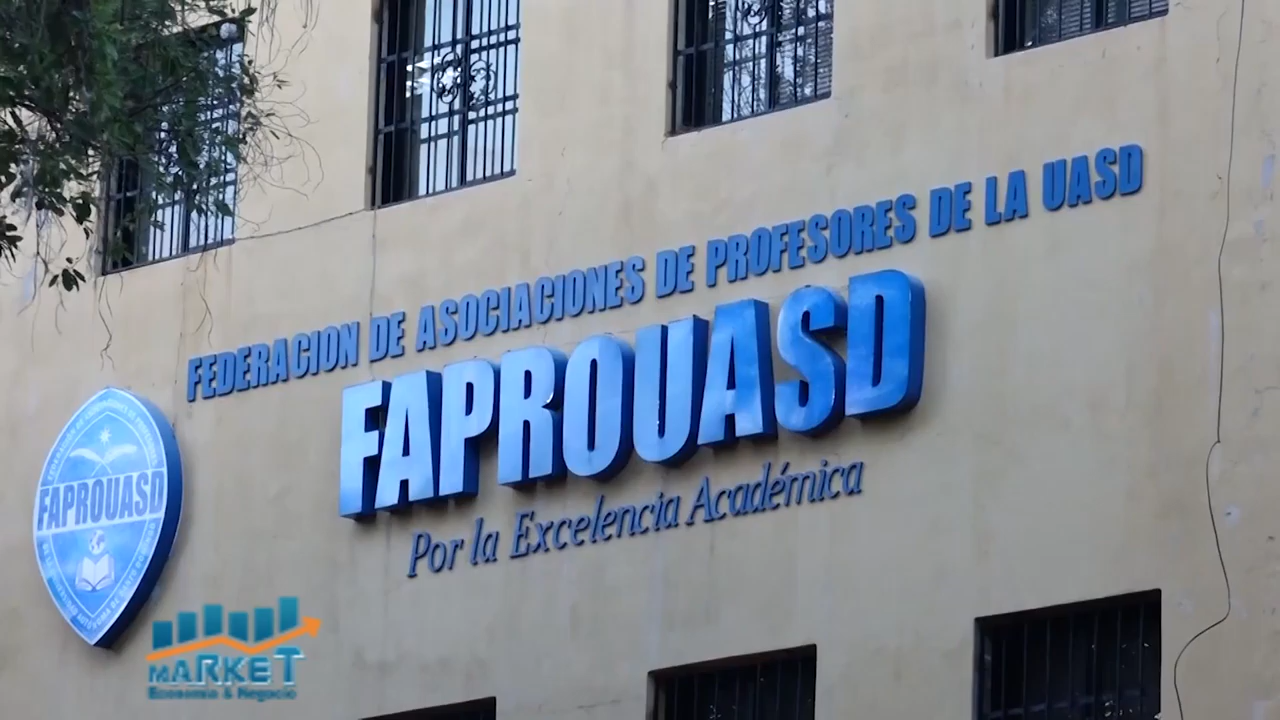 FEDERACION DE ASOCIACIONES DE PROFESORES DE LA UASD
FAPROUASD
Por la Excelencia Académica
FAPROUASD
MARKET
Economía & Negocio